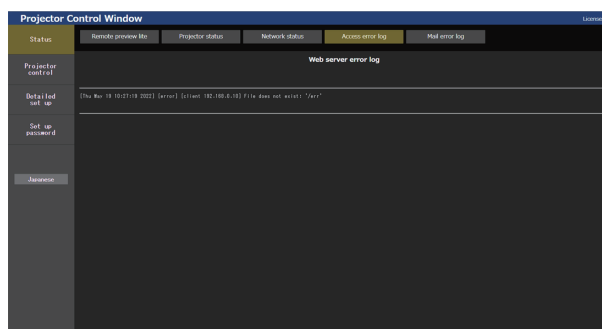 Projector Control Window
License
Status
Remote preview lite
Projector status
Network status
Access error log
Mail error log
Web server error log
Projector
control
[Thu May 19 10:27:19 2022] [error] [client 192.168.0.10] File does not exist: '/err'
Detailed
set up
Set up
password
Japanese